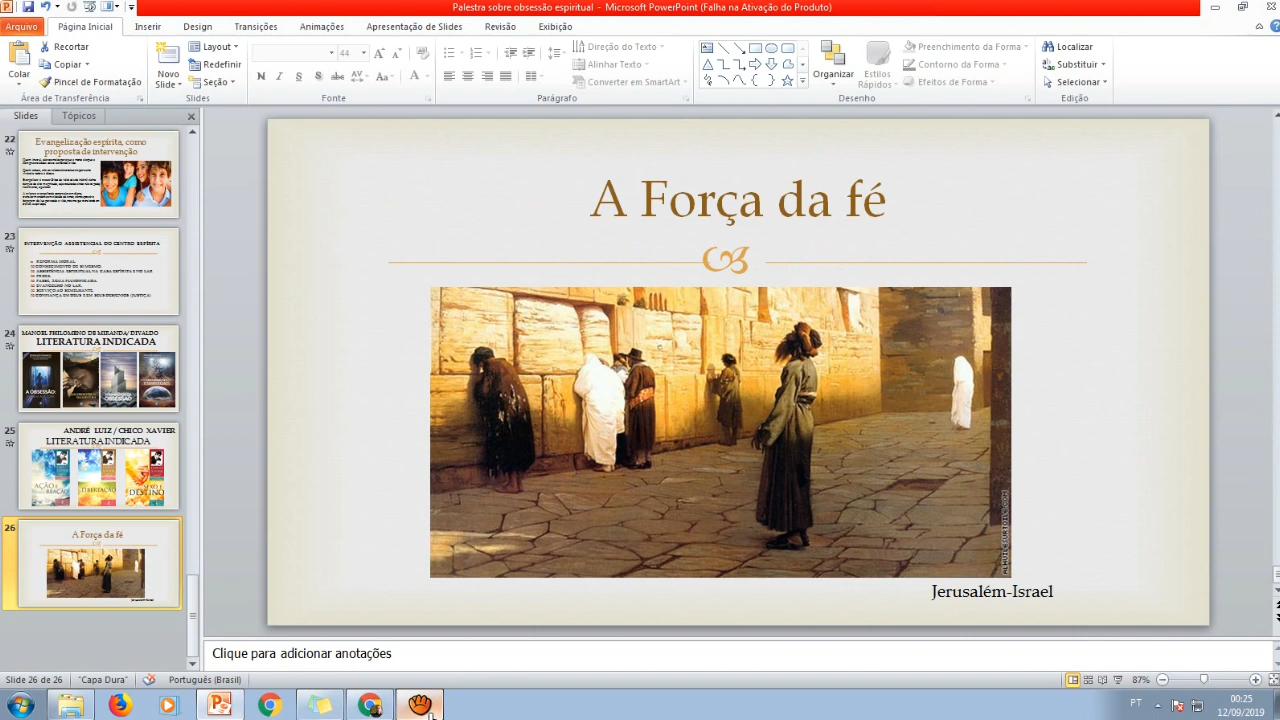 Palestra sobre obsessão espiritual - Microsoft PowerPoint (Falha na Ativação do Produto)
Arquivo Página Inicial Inserir Design Transições Animações Apresentação de Slides Revisão Exibição
Colar
Recortar
Copiar
Pincel de Formatação
Área de Transferência
Novo Slide
Layout
Redefinir
Seção
Slides
44
Fonte
Direção do Texto
Alinhar Texto
Converter em SmartArt
Parágrafo
Organizar
Estilos Rápidos
Preenchimento da Forma
Contorno da Forma
Efeitos de Forma
Desenho
Localizar
Substituir
Selecionar
Edição
Slides Tópicos
22
Evangelização espírita, como
proposta de intervenção
23
INTERVENÇÃO ASSISTENCIAL DO CENTRO ESPÍRITA
24
MANOEL PHILOMENO DE MIRANDA/ DIVALDO
LITERATURA INDICADA
25
ANDRÉ LUIZ / CHICO XAVIER
LITERATURA INDICADA
AÇÃO E REAÇÃO
LIBERTAÇÃO
SEXO E DESTINO
26
A Força da fé
A Força da fé
Jerusalém-Israel
Clique para adicionar anotações
Slide 26 de 26 "Capa Dura" Português (Brasil) 87%
PT
00:25
12/09/2019